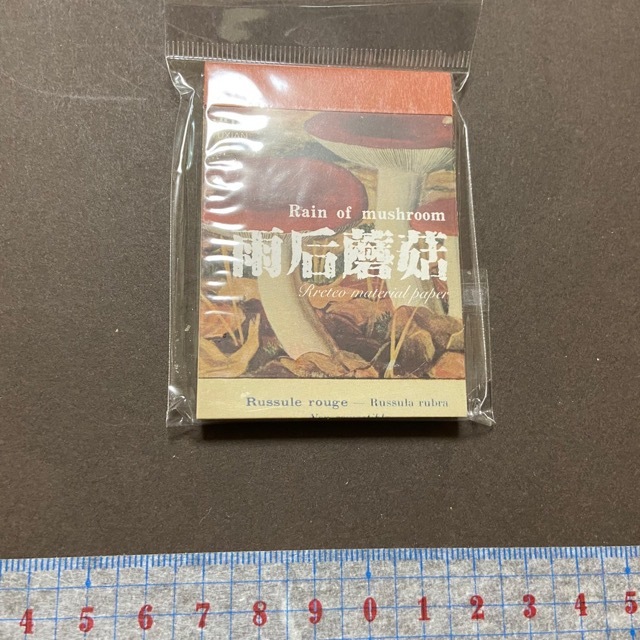 Rain of mushroom
雨后蘑菇
Rreteo material paper
Russule rouge — Russula rubra
4 5 6 7 8 9 0 1 2 3 4 5